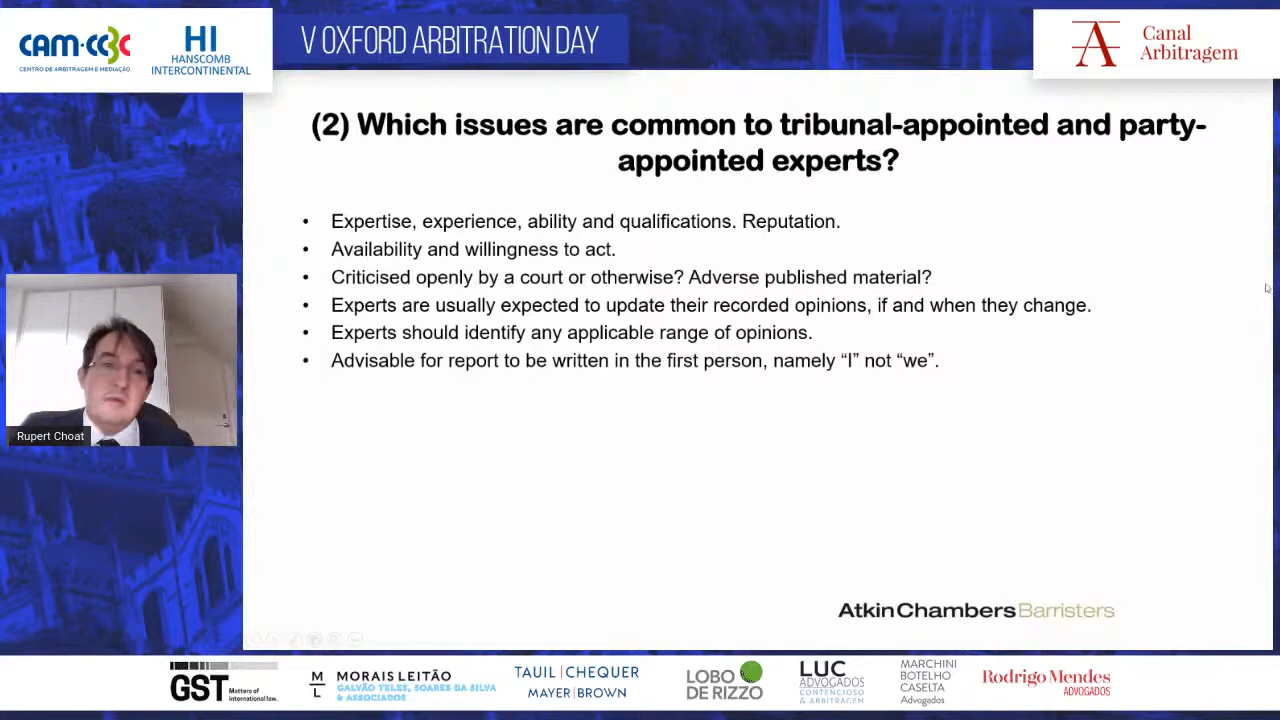 CAM-CCBC
CENTRO DE ARBITRAGEM E MEDIAÇÃO
HI
HANSCOMB
INTERCONTINENTAL
V OXFORD ARBITRATION DAY
A
Canal
Arbitragem
(2) Which issues are common to tribunal-appointed and party-
appointed experts?
• Expertise, experience, ability and qualifications. Reputation.
• Availability and willingness to act.
• Criticised openly by a court or otherwise? Adverse published material?
• Experts are usually expected to update their recorded opinions, if and when they change.
• Experts should identify any applicable range of opinions.
• Advisable for report to be written in the first person, namely “I” not “we”.
Rupert Choat
Atkin Chambers Barristers
GST Matters of
international law.
M
L
MORAIS LEITÃO
GALVÃO TELES, SOARES DA SILVA
& ASSOCIADOS
TAUIL | CHEQUER
MAYER | BROWN
LOBO
DE RIZZO
LUC
ADVOGADOS
CONTENCIOSO
& ARBITRAGEM
MARCHINI
BOTELHO
CASELTA
Advogados
Rodrigo Mendes
ADVOGADOS